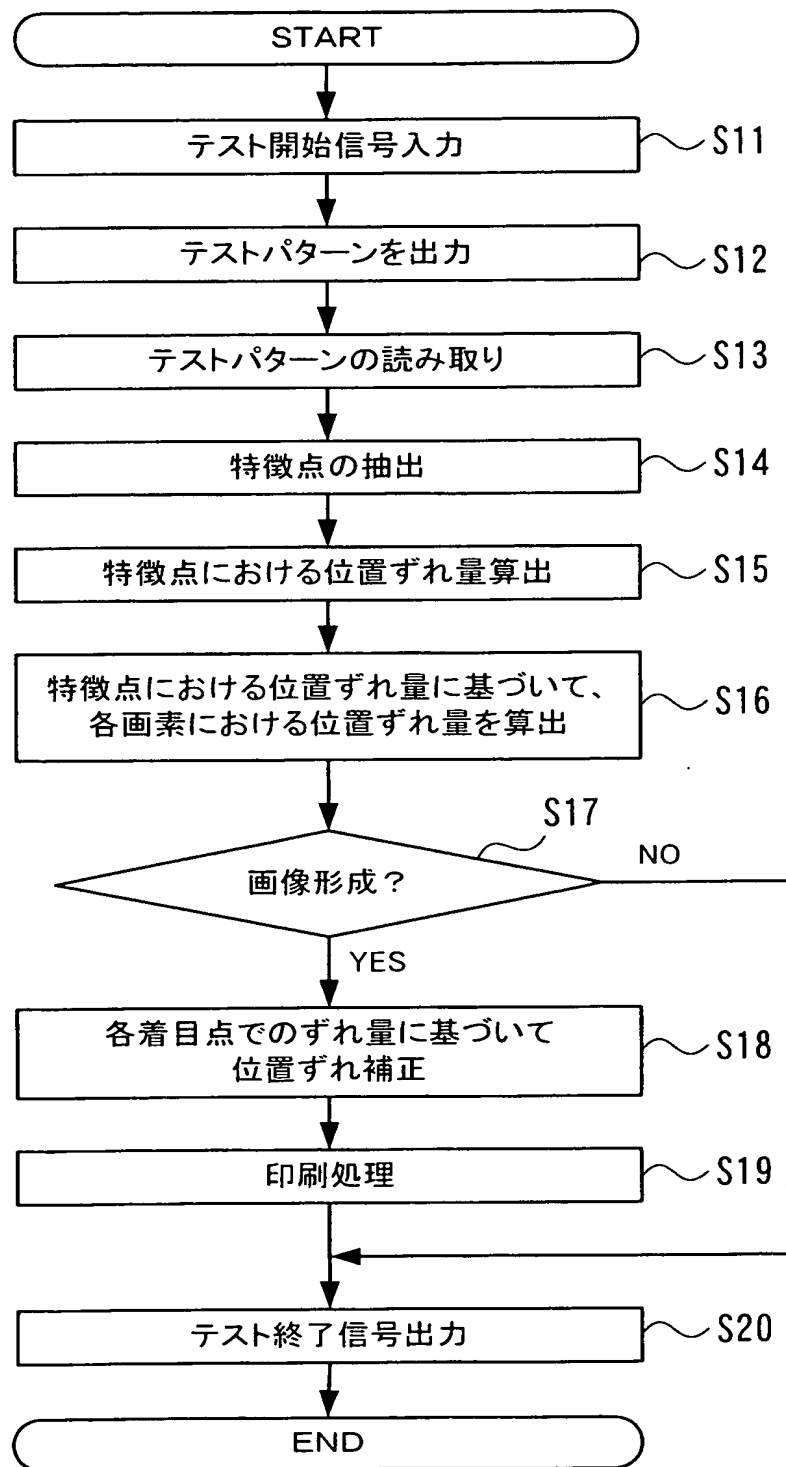 START
テスト開始信号入力
S11
テストパターンを出力
S12
テストパターンの読み取り
S13
特徴点の抽出
S14
特徴点における位置ずれ量算出
S15
特徴点における位置ずれ量に基づいて、
各画素における位置ずれ量を算出
S16
S17
画像形成?
NO
YES
各着目点でのずれ量に基づいて
位置ずれ補正
S18
印刷処理
S19
テスト終了信号出力
S20
END